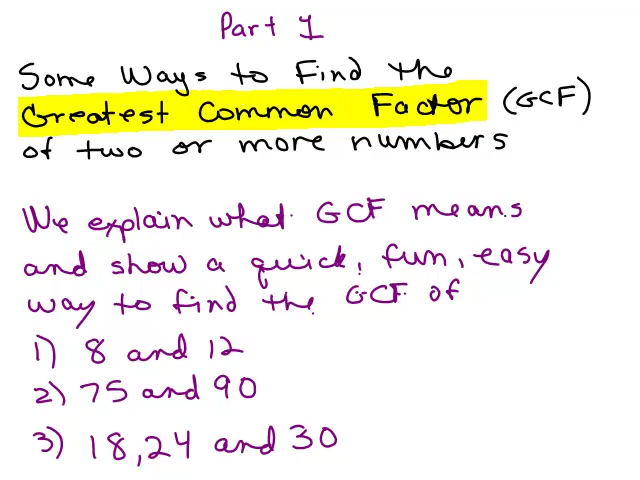 Part 1
Some Ways to Find the
Greatest Common Factor (GCF)
of two or more numbers
We explain what GCF means
and show a quick, fun, easy
way to find the GCF of
1) 8 and 12
2) 75 and 90
3) 18, 24 and 30